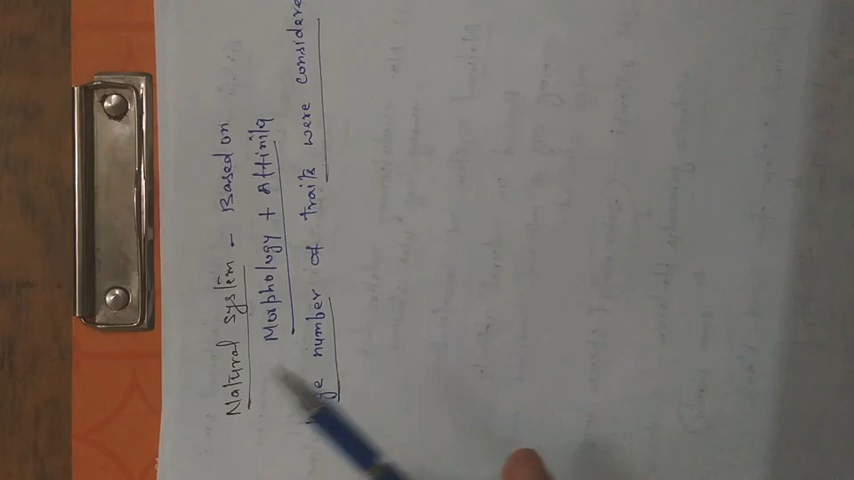 Natural system - Based on
Morphology + Affinity
number of traits were considere